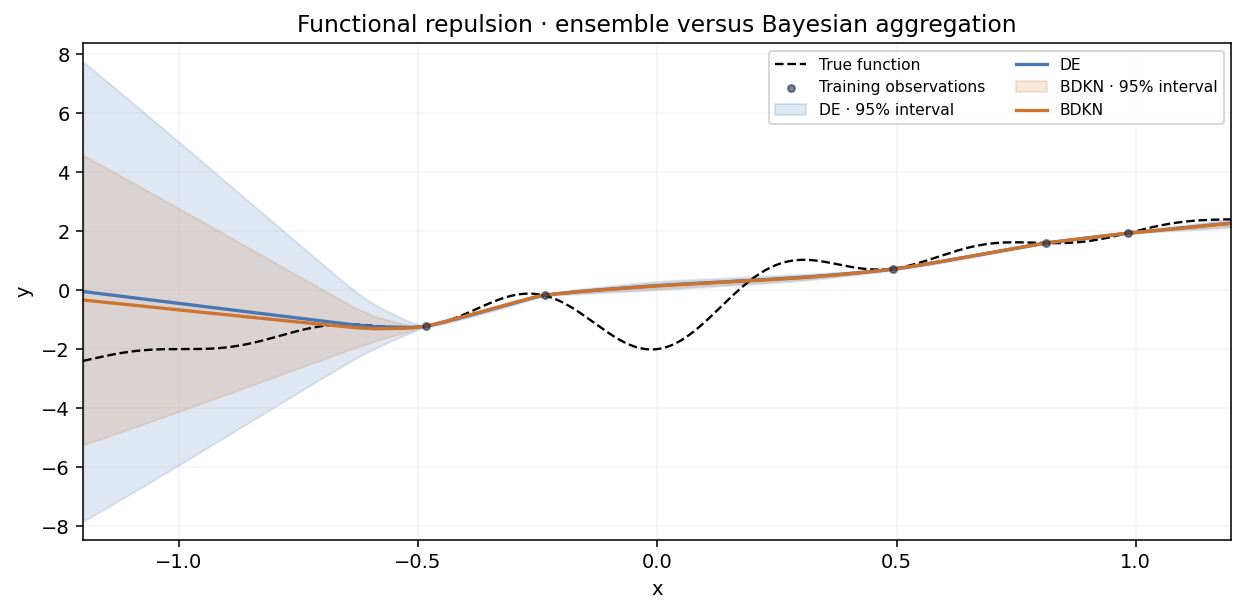 Functional repulsion · ensemble versus Bayesian aggregation
True function
Training observations
DE · 95% interval
DE
BDKN · 95% interval
BDKN
y
8
6
4
2
0
−2
−4
−6
−8
−1.0
−0.5
0.0
0.5
1.0
x